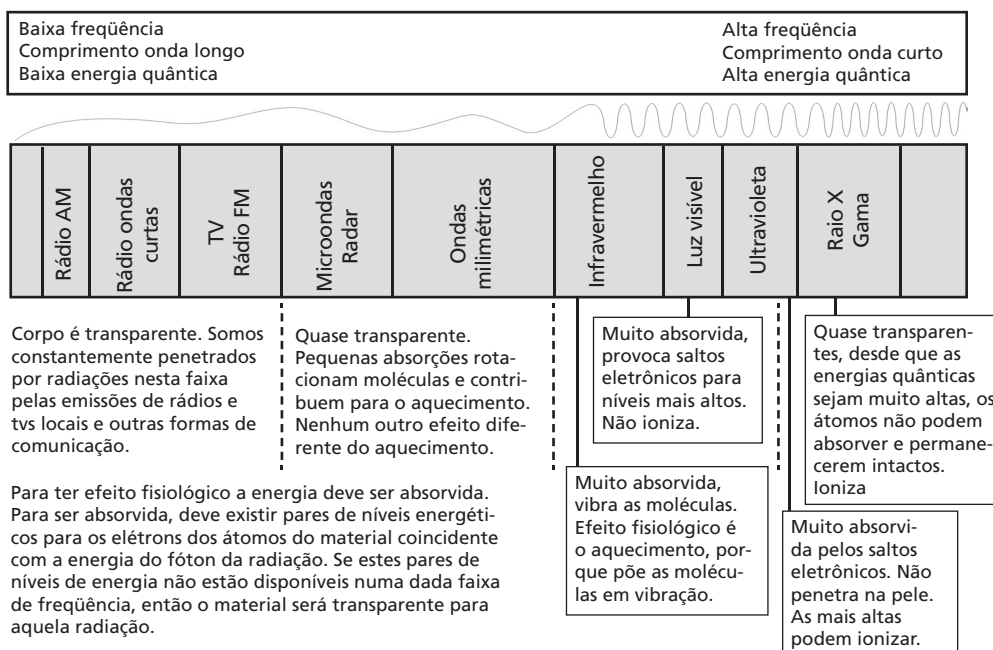 Baixa freqüência
Comprimento onda longo
Baixa energia quântica
Alta freqüência
Comprimento onda curto
Alta energia quântica
Rádio AM
Rádio ondas
curtas
TV
Rádio FM
Microondas
Radar
Ondas
milimétricas
Infravermelho
Luz visível
Ultravioleta
Raio X
Gama
Corpo é transparente. Somos
constantemente penetrados
por radiações nesta faixa
pelas emissões de rádios e
tvs locais e outras formas de
comunicação.
Quase transparente.
Pequenas absorções rota-
cionam moléculas e contri-
buem para o aquecimento.
Nenhum outro efeito dife-
rente do aquecimento.
Muito absorvida,
provoca saltos
eletrônicos para
níveis mais altos.
Não ioniza.
Quase transparen-
tes, desde que as
energias quânticas
sejam muito altas, os
átomos não podem
absorver e permane-
cerem intactos.
Ioniza
Para ter efeito fisiológico a energia deve ser absorvida.
Para ser absorvida, deve existir pares de níveis energéti-
cos para os elétrons dos átomos do material coincidente
com a energia do fóton da radiação. Se estes pares de
níveis de energia não estão disponíveis numa dada faixa
de freqüência, então o material será transparente para
aquela radiação.
Muito absorvida,
vibra as moléculas.
Efeito fisiológico é
o aquecimento, por-
que põe as molécu-
las em vibração.
Muito absorvi-
da pelos saltos
eletrônicos. Não
penetra na pele.
As mais altas
podem ionizar.